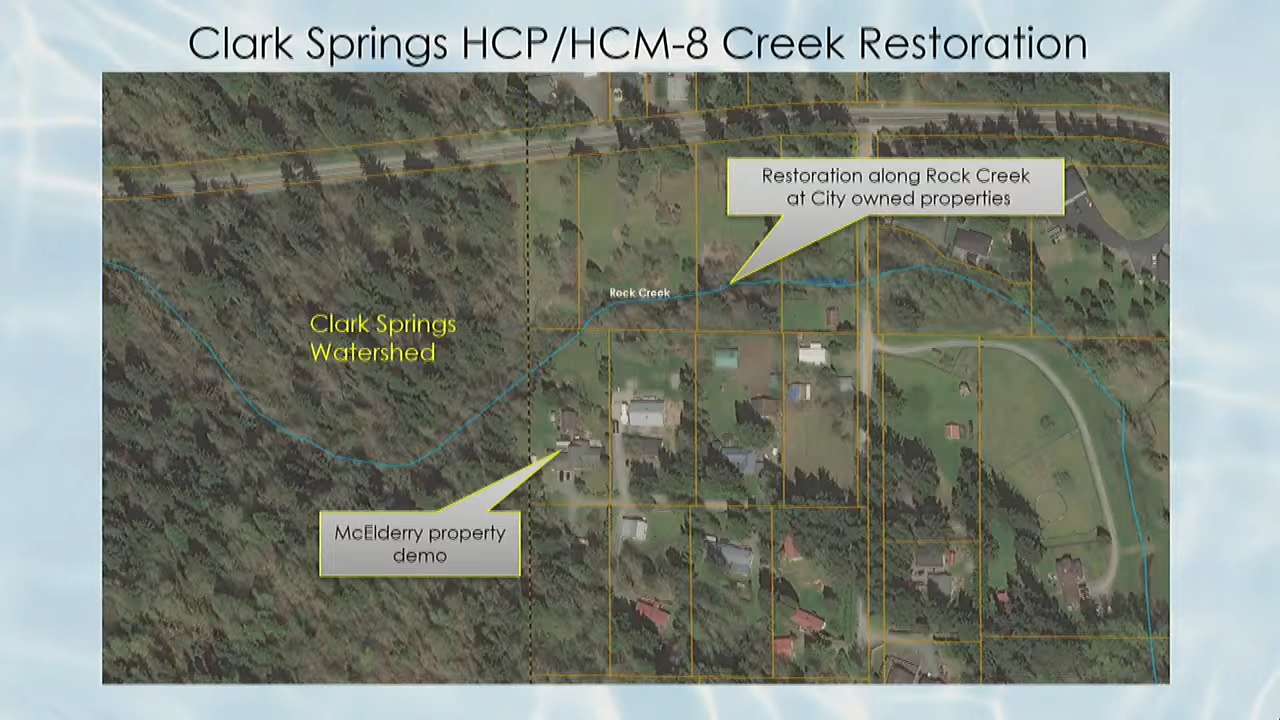 Clark Springs HCP/HCM-8 Creek Restoration
Restoration along Rock Creek
at City owned properties
Rock Creek
Clark Springs
Watershed
McElderry property
demo